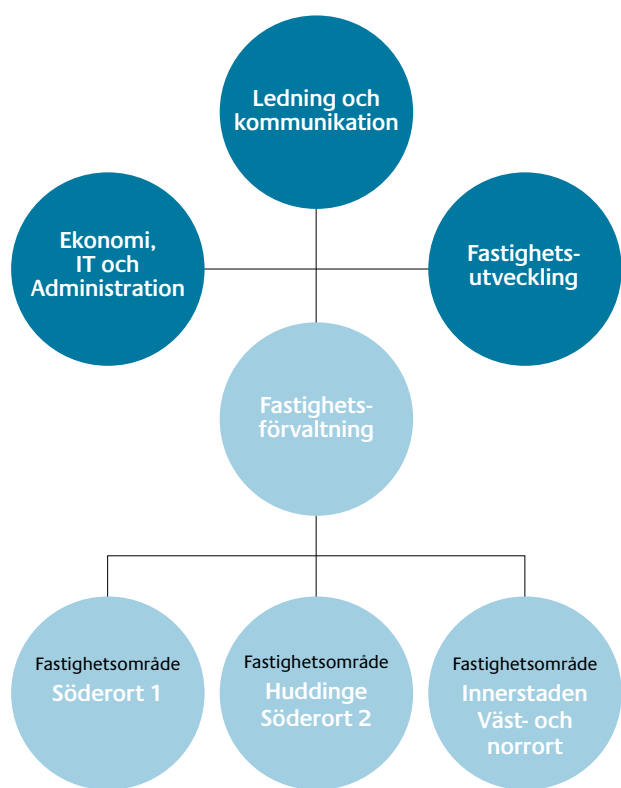 Ledning och
kommunikation
Ekonomi,
IT och
Administration
Fastighets-
utveckling
Fastighets-
förvaltning
Fastighetsområde
Söderort 1
Fastighetsområde
Huddinge
Söderort 2
Fastighetsområde
Innerstaden
Väst- och
norrort